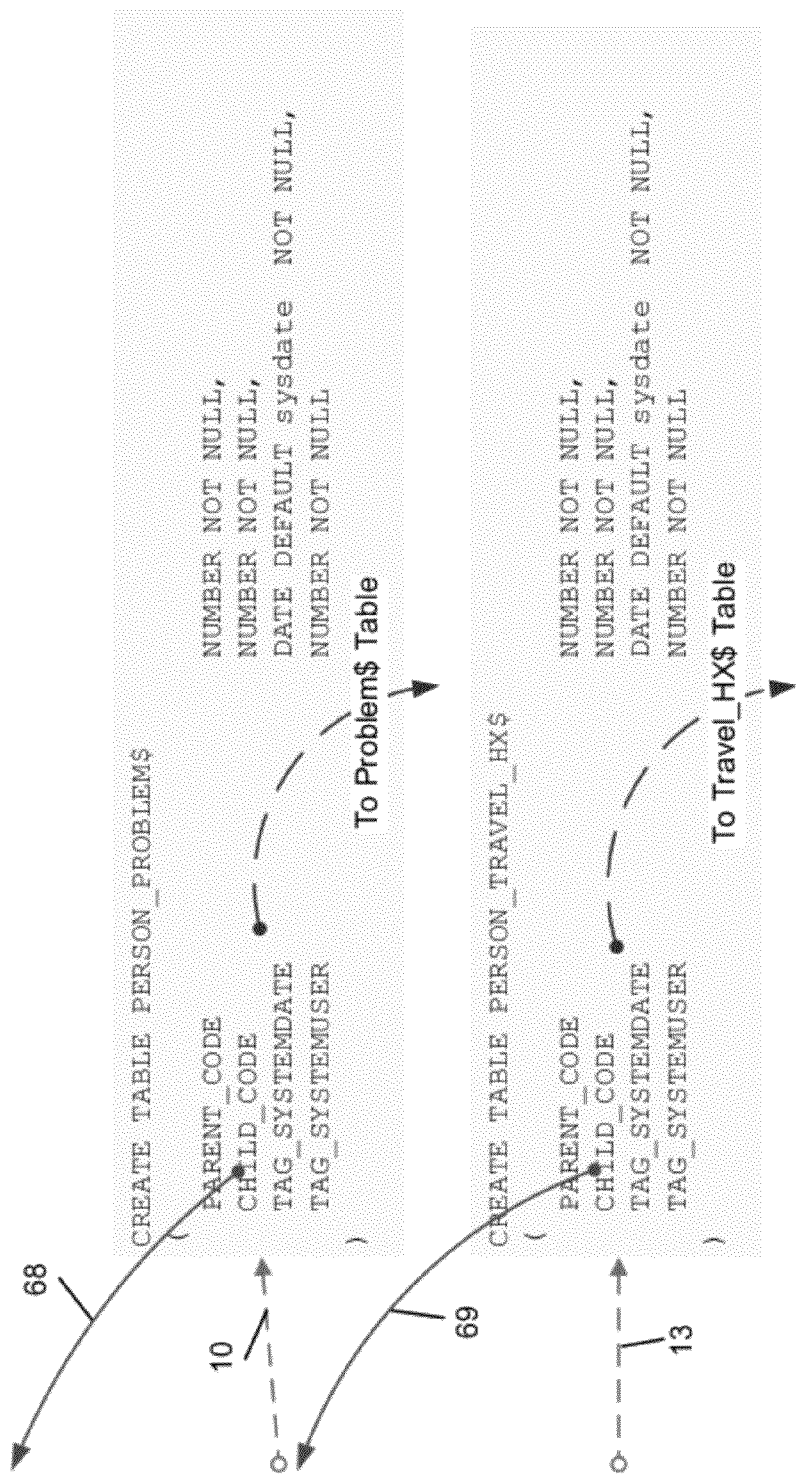 CREATE TABLE PERSON_PROBLEM$
(
PARENT_CODE NUMBER NOT NULL,
CHILD_CODE NUMBER NOT NULL,
TAG_SYSTEMDATE DATE DEFAULT sysdate NOT NULL,
TAG_SYSTEMUSER NUMBER NOT NULL
)
To Problem$ Table
68
10
CREATE TABLE PERSON_TRAVEL_HX$
(
PARENT_CODE NUMBER NOT NULL,
CHILD_CODE NUMBER NOT NULL,
TAG_SYSTEMDATE DATE DEFAULT sysdate NOT NULL,
TAG_SYSTEMUSER NUMBER NOT NULL
)
To Travel_HX$ Table
69
13